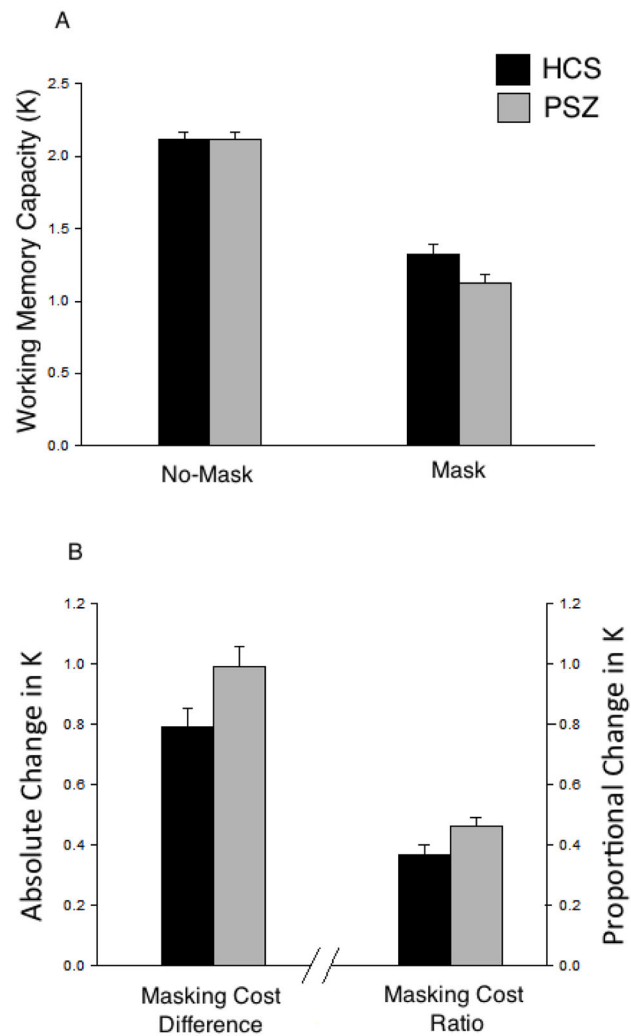 A
HCS
PSZ
Working Memory Capacity (K)
2.5
2.0
1.5
1.0
0.5
0.0
No-Mask Mask
B
Absolute Change in K
1.2
1.0
0.8
0.6
0.4
0.2
0.0
Masking Cost
Difference
Masking Cost
Ratio
1.2
1.0
0.8
0.6
0.4
0.2
0.0
Proportional Change in K